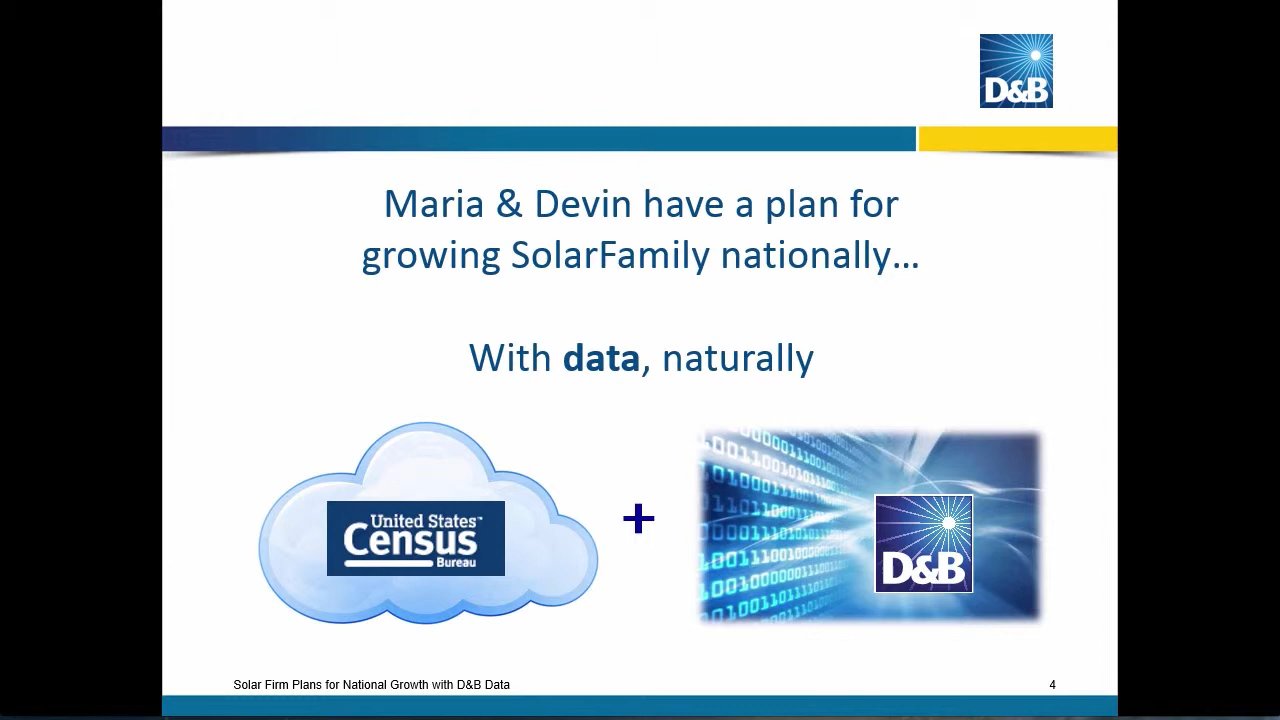 D&B
Maria & Devin have a plan for
growing SolarFamily nationally…
With data, naturally
United States™
Census
Bureau
+
D&B
Solar Firm Plans for National Growth with D&B Data
4